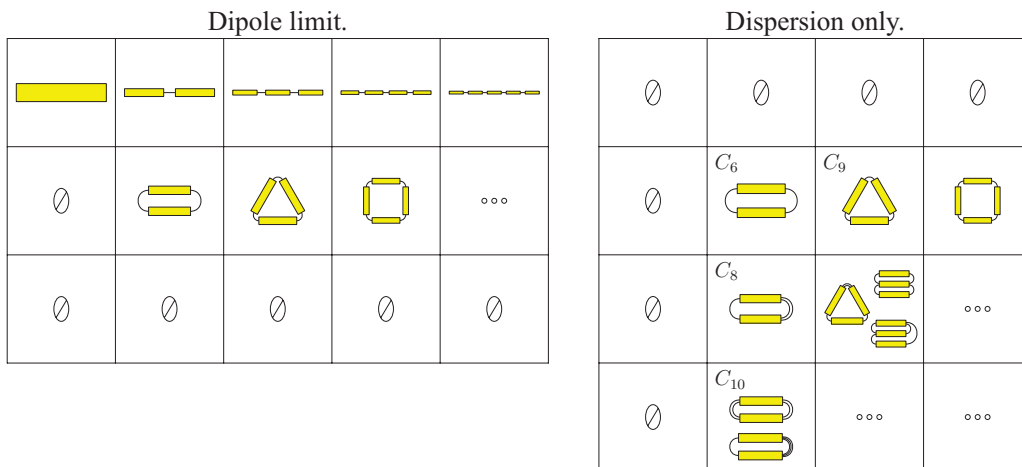 Dipole limit.
Dispersion only.
C₆
C₉
C₈
C₁₀